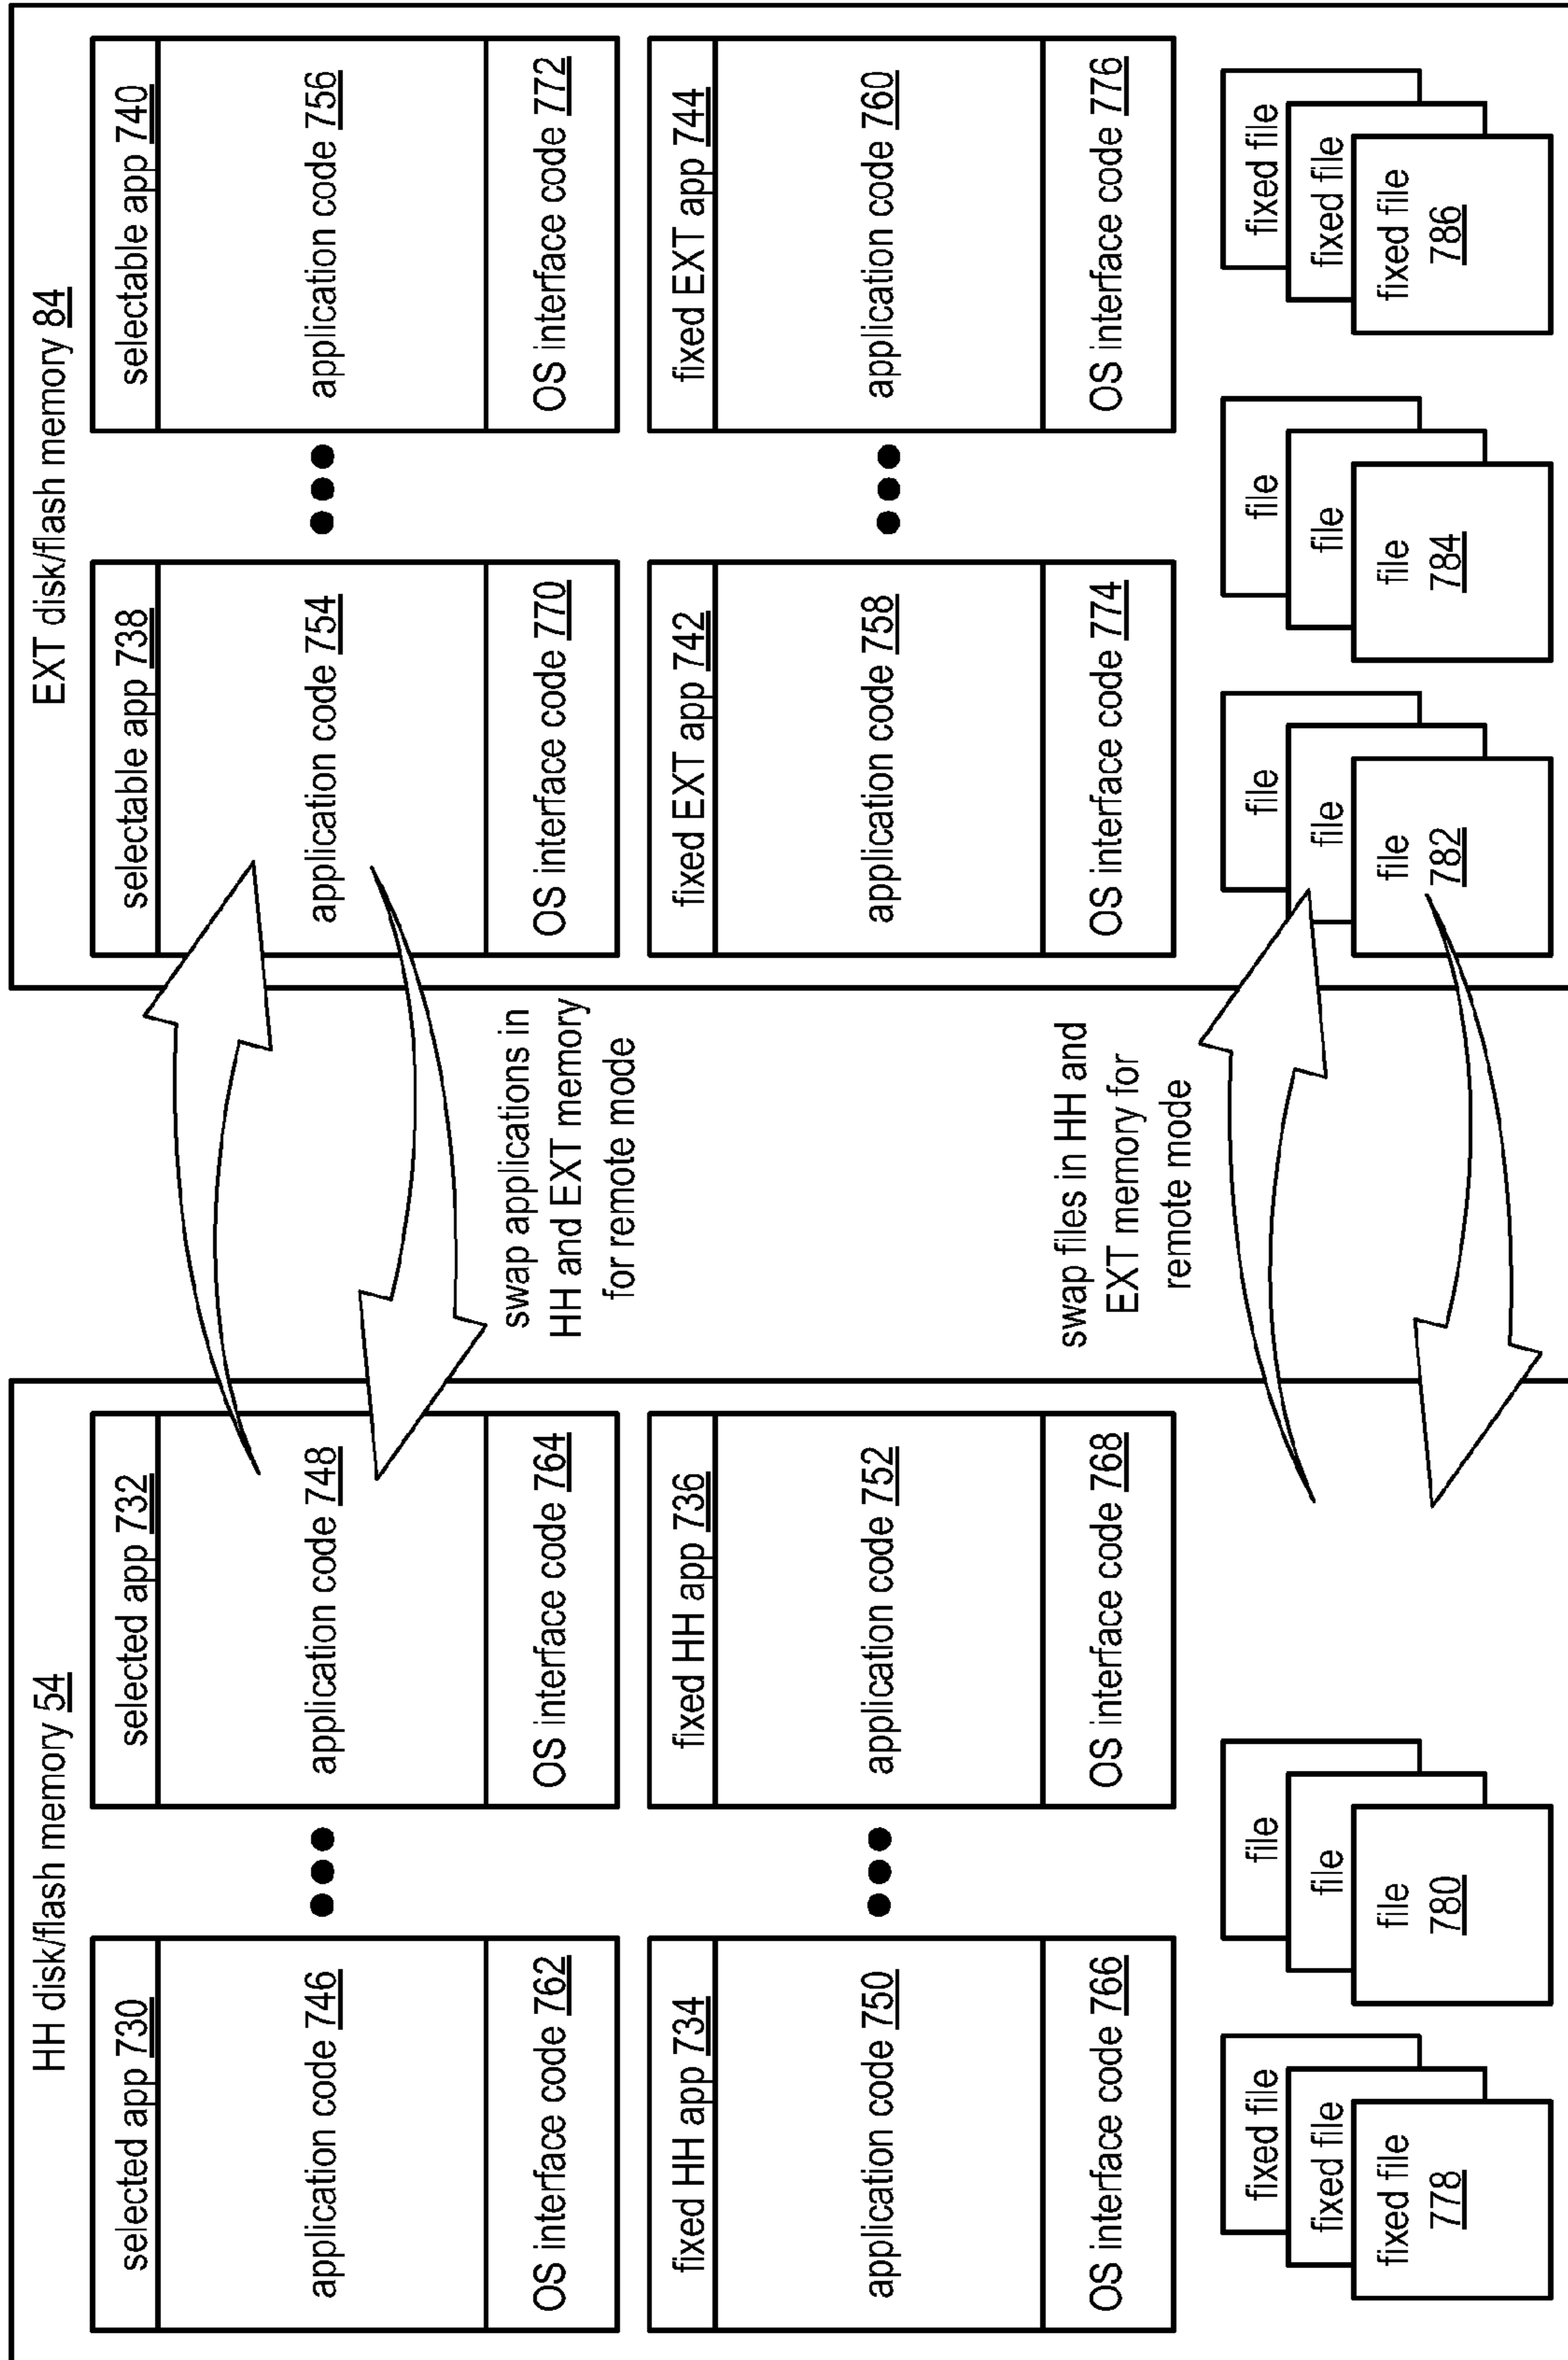 HH disk/flash memory 54
selected app 730
application code 746
OS interface code 762
selected app 732
application code 748
OS interface code 764
fixed HH app 734
application code 750
OS interface code 766
fixed HH app 736
application code 752
OS interface code 768
fixed file
fixed file
fixed file
778
file
file
file
780
swap applications in
HH and EXT memory
for remote mode
swap files in HH and
EXT memory for
remote mode
EXT disk/flash memory 84
selectable app 738
application code 754
OS interface code 770
selectable app 740
application code 756
OS interface code 772
fixed EXT app 742
application code 758
OS interface code 774
fixed EXT app 744
application code 760
OS interface code 776
file
file
file
782
file
file
file
784
fixed file
fixed file
fixed file
786